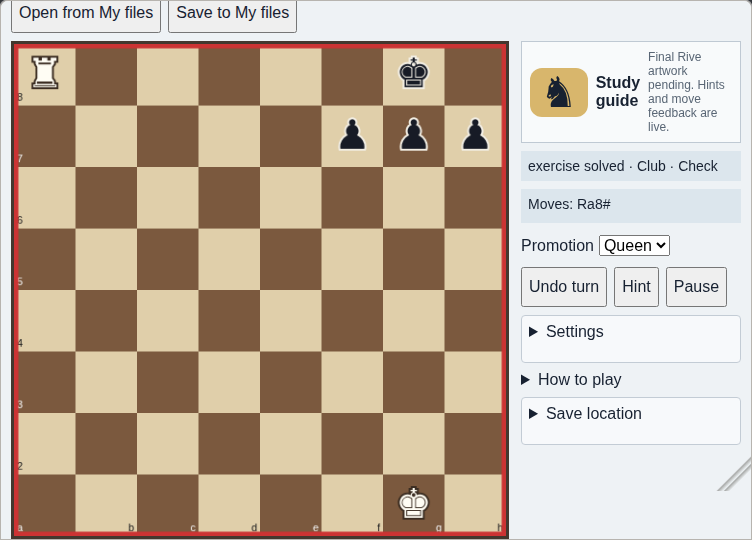 Open from My files
Save to My files
8
7
6
5
4
3
2
a
b
c
d
e
f
g
h
Study
guide
Final Rive
artwork
pending. Hints
and move
feedback are
live.
exercise solved · Club · Check
Moves: Ra8#
Promotion Queen
Undo turn
Hint
Pause
Settings
How to play
Save location